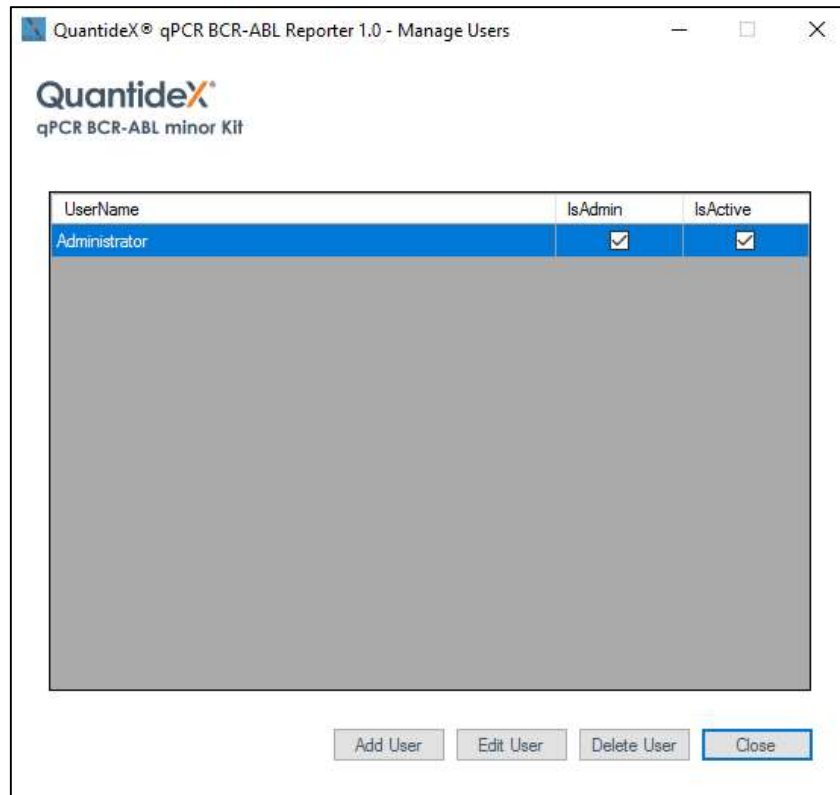 QuantideX® qPCR BCR-ABL Reporter 1.0 - Manage Users
QuantideX®
qPCR BCR-ABL minor Kit
UserName IsAdmin IsActive
Administrator
Add User Edit User Delete User Close